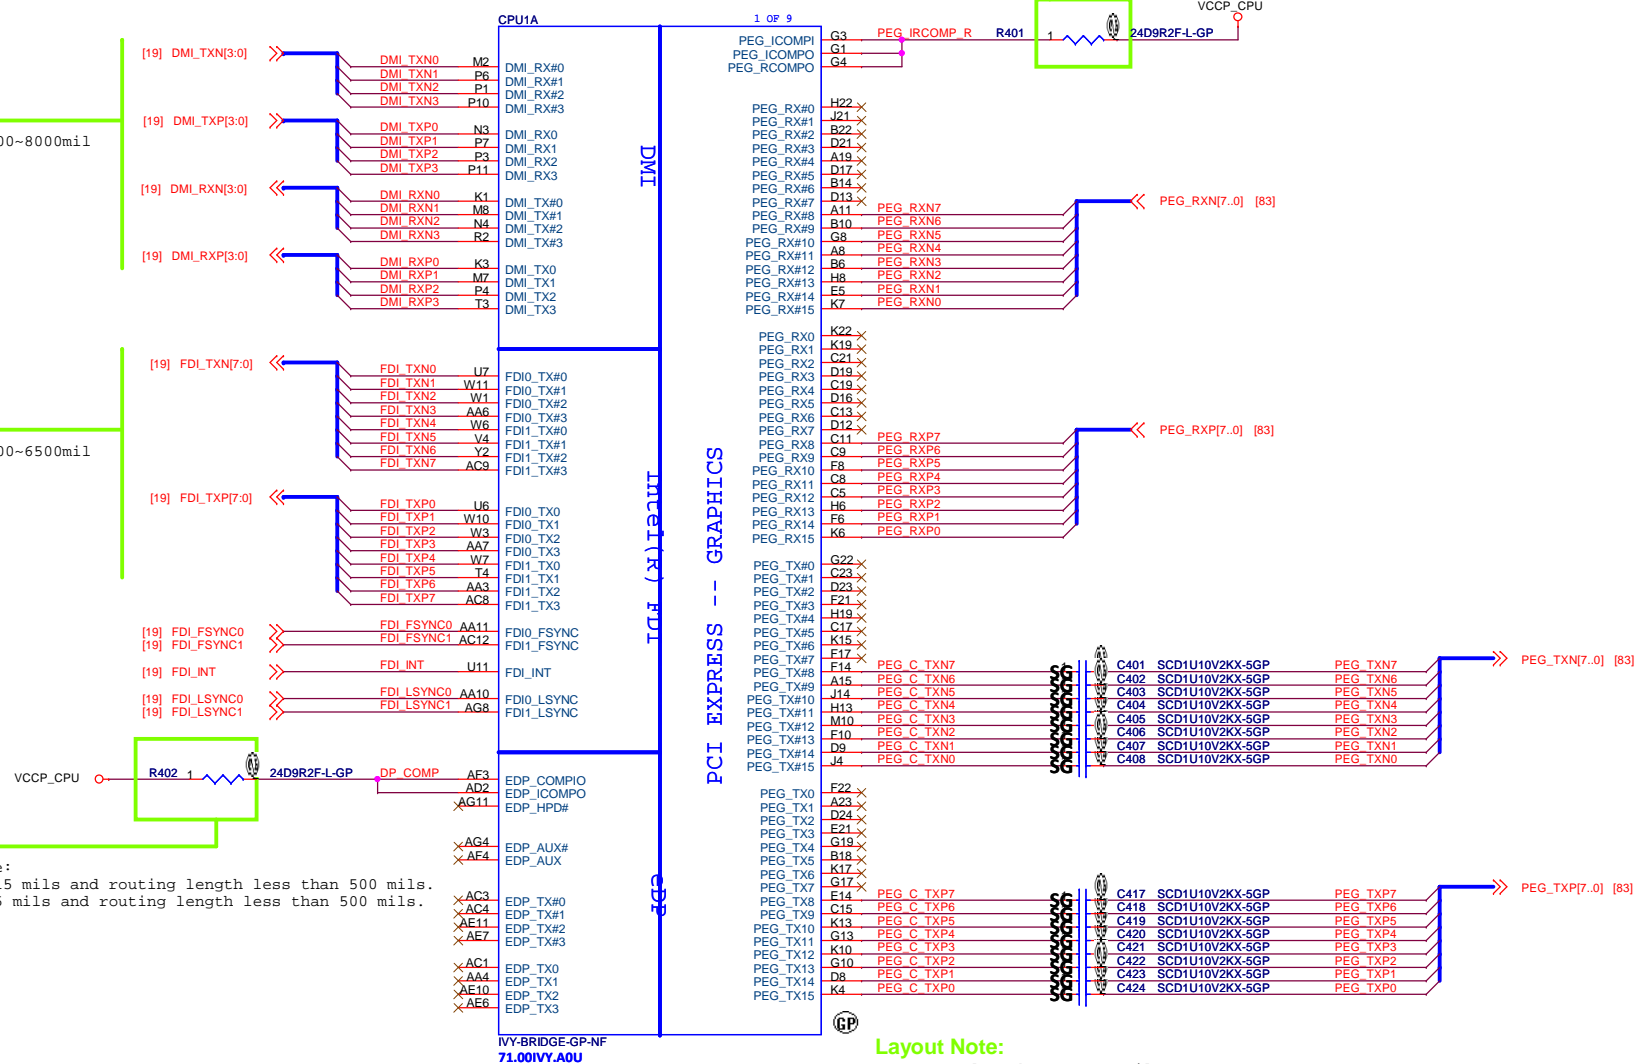 CPU1A
1 OF 9
VCCP_CPU
[19] DMI_TXN[3:0]
DMI_TXN0 M2 DMI_RX#0
DMI_TXN1 P6 DMI_RX#1
DMI_TXN2 P1 DMI_RX#2
DMI_TXN3 P10 DMI_RX#3
[19] DMI_TXP[3:0]
00~8000mil
DMI_TXP0 N3 DMI_RX0
DMI_TXP1 P7 DMI_RX1
DMI_TXP2 P3 DMI_RX2
DMI_TXP3 P11 DMI_RX3
[19] DMI_RXN[3:0]
DMI_RXN0 K1 DMI_TX#0
DMI_RXN1 M8 DMI_TX#1
DMI_RXN2 N4 DMI_TX#2
DMI_RXN3 R2 DMI_TX#3
[19] DMI_RXP[3:0]
DMI_RXP0 K3 DMI_TX0
DMI_RXP1 M7 DMI_TX1
DMI_RXP2 P4 DMI_TX2
DMI_RXP3 T3 DMI_TX3
DMI
[19] FDI_TXN[7:0]
FDI_TXN0 U7 FDI0_TX#0
FDI_TXN1 W11 FDI0_TX#1
FDI_TXN2 W1 FDI0_TX#2
FDI_TXN3 AA6 FDI0_TX#3
FDI_TXN4 W6 FDI1_TX#0
FDI_TXN5 V4 FDI1_TX#1
FDI_TXN6 Y2 FDI1_TX#2
FDI_TXN7 AC9 FDI1_TX#3
00~6500mil
[19] FDI_TXP[7:0]
FDI_TXP0 U6 FDI0_TX0
FDI_TXP1 W10 FDI0_TX1
FDI_TXP2 W3 FDI0_TX2
FDI_TXP3 AA7 FDI0_TX3
FDI_TXP4 W7 FDI1_TX0
FDI_TXP5 T4 FDI1_TX1
FDI_TXP6 AA3 FDI1_TX2
FDI_TXP7 AC8 FDI1_TX3
[19] FDI_FSYNC0 FDI_FSYNC0 AA11 FDI0_FSYNC
[19] FDI_FSYNC1 FDI_FSYNC1 AC12 FDI1_FSYNC
[19] FDI_INT FDI_INT U11 FDI_INT
[19] FDI_LSYNC0 FDI_LSYNC0 AA10 FDI0_LSYNC
[19] FDI_LSYNC1 FDI_LSYNC1 AG8 FDI1_LSYNC
Intel(R) FDI
VCCP_CPU R402 1 24D9R2F-L-GP DP_COMP AF3 EDP_COMPIO
AD2 EDP_ICOMPO
AG11 EDP_HPD#
AG4 EDP_AUX#
AF4 EDP_AUX
AC3 EDP_TX#0
AC4 EDP_TX#1
AE11 EDP_TX#2
AE7 EDP_TX#3
AC1 EDP_TX0
AA4 EDP_TX1
AE10 EDP_TX2
AE6 EDP_TX3
eDP
e:
5 mils and routing length less than 500 mils.
5 mils and routing length less than 500 mils.
PCI EXPRESS -- GRAPHICS
PEG_ICOMPI G3 PEG_IRCOMP_R R401 1 24D9R2F-L-GP
PEG_ICOMPO G1
PEG_RCOMPO G4
PEG_RX#0 H22
PEG_RX#1 J21
PEG_RX#2 B22
PEG_RX#3 D21
PEG_RX#4 A19
PEG_RX#5 D17
PEG_RX#6 B14
PEG_RX#7 D13
PEG_RX#8 A11 PEG_RXN7
PEG_RX#9 B10 PEG_RXN6
PEG_RX#10 G8 PEG_RXN5
PEG_RX#11 A8 PEG_RXN4
PEG_RX#12 B6 PEG_RXN3
PEG_RX#13 H8 PEG_RXN2
PEG_RX#14 E5 PEG_RXN1
PEG_RX#15 K7 PEG_RXN0
PEG_RXN[7..0] [83]
PEG_RX0 K22
PEG_RX1 K19
PEG_RX2 C21
PEG_RX3 D19
PEG_RX4 C19
PEG_RX5 D16
PEG_RX6 C13
PEG_RX7 D12
PEG_RX8 C11 PEG_RXP7
PEG_RX9 C9 PEG_RXP6
PEG_RX10 F8 PEG_RXP5
PEG_RX11 C8 PEG_RXP4
PEG_RX12 C5 PEG_RXP3
PEG_RX13 H6 PEG_RXP2
PEG_RX14 F6 PEG_RXP1
PEG_RX15 K6 PEG_RXP0
PEG_RXP[7..0] [83]
PEG_TX#0 G22
PEG_TX#1 C23
PEG_TX#2 D23
PEG_TX#3 F21
PEG_TX#4 H19
PEG_TX#5 C17
PEG_TX#6 K15
PEG_TX#7 F17
PEG_TX#8 F14 PEG_C_TXN7 SG C401 SCD1U10V2KX-5GP PEG_TXN7
PEG_TX#9 A15 PEG_C_TXN6 SG C402 SCD1U10V2KX-5GP PEG_TXN6
PEG_TX#10 J14 PEG_C_TXN5 SG C403 SCD1U10V2KX-5GP PEG_TXN5
PEG_TX#11 H13 PEG_C_TXN4 SG C404 SCD1U10V2KX-5GP PEG_TXN4
PEG_TX#12 M10 PEG_C_TXN3 SG C405 SCD1U10V2KX-5GP PEG_TXN3
PEG_TX#13 F10 PEG_C_TXN2 SG C406 SCD1U10V2KX-5GP PEG_TXN2
PEG_TX#14 D9 PEG_C_TXN1 SG C407 SCD1U10V2KX-5GP PEG_TXN1
PEG_TX#15 J4 PEG_C_TXN0 SG C408 SCD1U10V2KX-5GP PEG_TXN0
PEG_TXN[7..0] [83]
PEG_TX0 F22
PEG_TX1 A23
PEG_TX2 D24
PEG_TX3 E21
PEG_TX4 G19
PEG_TX5 B18
PEG_TX6 K17
PEG_TX7 G17
PEG_TX8 E14 PEG_C_TXP7 SG C417 SCD1U10V2KX-5GP PEG_TXP7
PEG_TX9 C15 PEG_C_TXP6 SG C418 SCD1U10V2KX-5GP PEG_TXP6
PEG_TX10 K13 PEG_C_TXP5 SG C419 SCD1U10V2KX-5GP PEG_TXP5
PEG_TX11 G13 PEG_C_TXP4 SG C420 SCD1U10V2KX-5GP PEG_TXP4
PEG_TX12 K10 PEG_C_TXP3 SG C421 SCD1U10V2KX-5GP PEG_TXP3
PEG_TX13 G10 PEG_C_TXP2 SG C422 SCD1U10V2KX-5GP PEG_TXP2
PEG_TX14 D8 PEG_C_TXP1 SG C423 SCD1U10V2KX-5GP PEG_TXP1
PEG_TX15 K4 PEG_C_TXP0 SG C424 SCD1U10V2KX-5GP PEG_TXP0
PEG_TXP[7..0] [83]
GP
IVY-BRIDGE-GP-NF
71.00IVY.A0U
Layout Note: